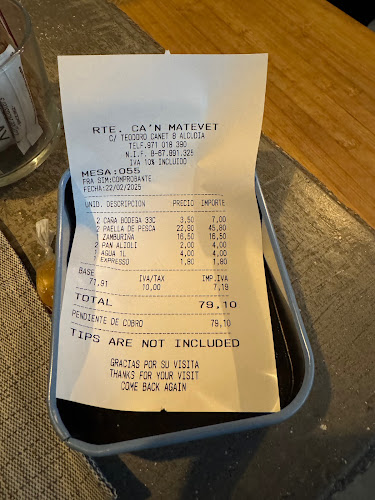 RTE. CA'N MATEVET
C/ TEODORO CANET 8 ALCUDIA
TELF.971 018 380
N.I.F. B-67.891.325
IVA 10% INCLUIDO
MESA:055
FRA SIM:COMPROBANTE
FECHA:22/02/2025
UNID. DESCRIPCION PRECIO IMPORTE
2 CAÑA BODEGA 33C 3,50 7,00
2 PAELLA DE PESCA 22,90 45,80
1 ZAMBURIÑA 16,50 16,50
2 PAN ALIOLI 2,00 4,00
1 AGUA 1L 4,00 4,00
1 EXPRESSO 1,80 1,80
BASE IVA/TAX IMP.IVA
71,91 10,00 7,19
TOTAL 79,10
PENDIENTE DE COBRO 79,10
TIPS ARE NOT INCLUDED
GRACIAS POR SU VISITA
THANKS FOR YOUR VISIT
COME BACK AGAIN